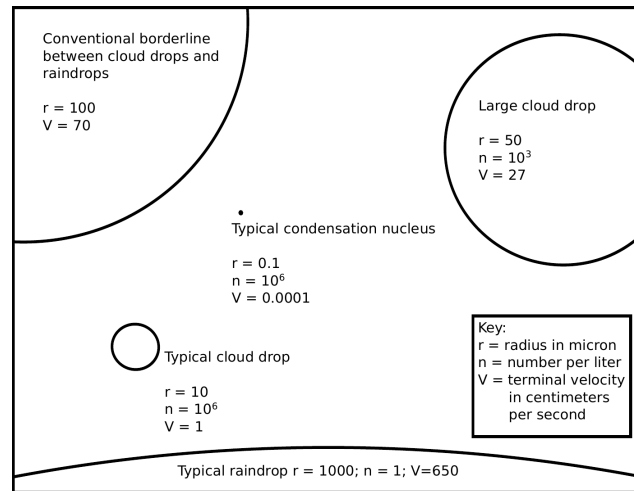 Conventional borderline
between cloud drops and
raindrops
r = 100
V = 70
Large cloud drop
r = 50
n = 10³
V = 27
Typical condensation nucleus
r = 0.1
n = 10⁶
V = 0.0001
Typical cloud drop
r = 10
n = 10⁶
V = 1
Key:
r = radius in micron
n = number per liter
V = terminal velocity
in centimeters
per second
Typical raindrop r = 1000; n = 1; V=650